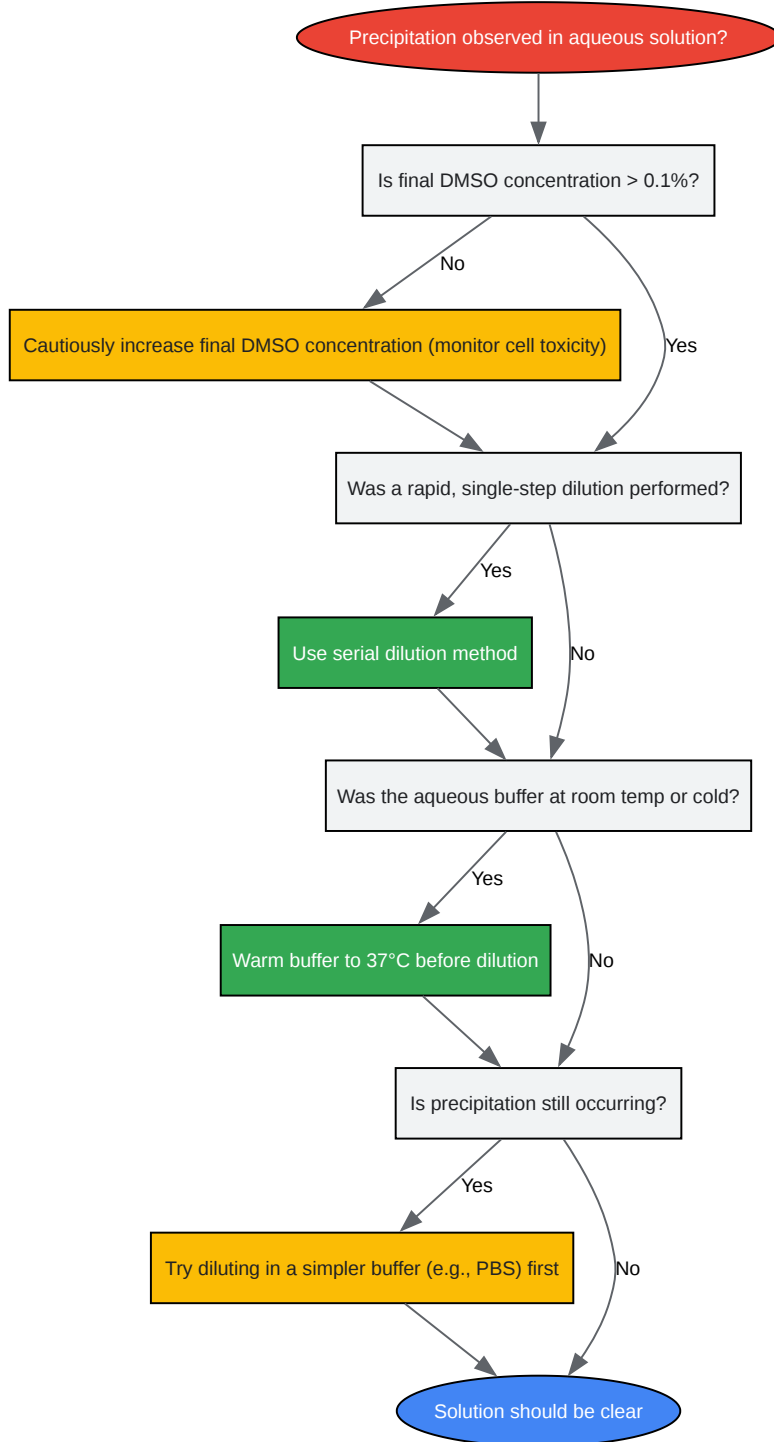 Precipitation observed in aqueous solution?
Is final DMSO concentration > 0.1%?
No
Cautiously increase final DMSO concentration (monitor cell toxicity)
Yes
Was a rapid, single-step dilution performed?
Yes
Use serial dilution method
No
Was the aqueous buffer at room temp or cold?
Yes
Warm buffer to 37°C before dilution
No
Is precipitation still occurring?
Yes
Try diluting in a simpler buffer (e.g., PBS) first
No
Solution should be clear